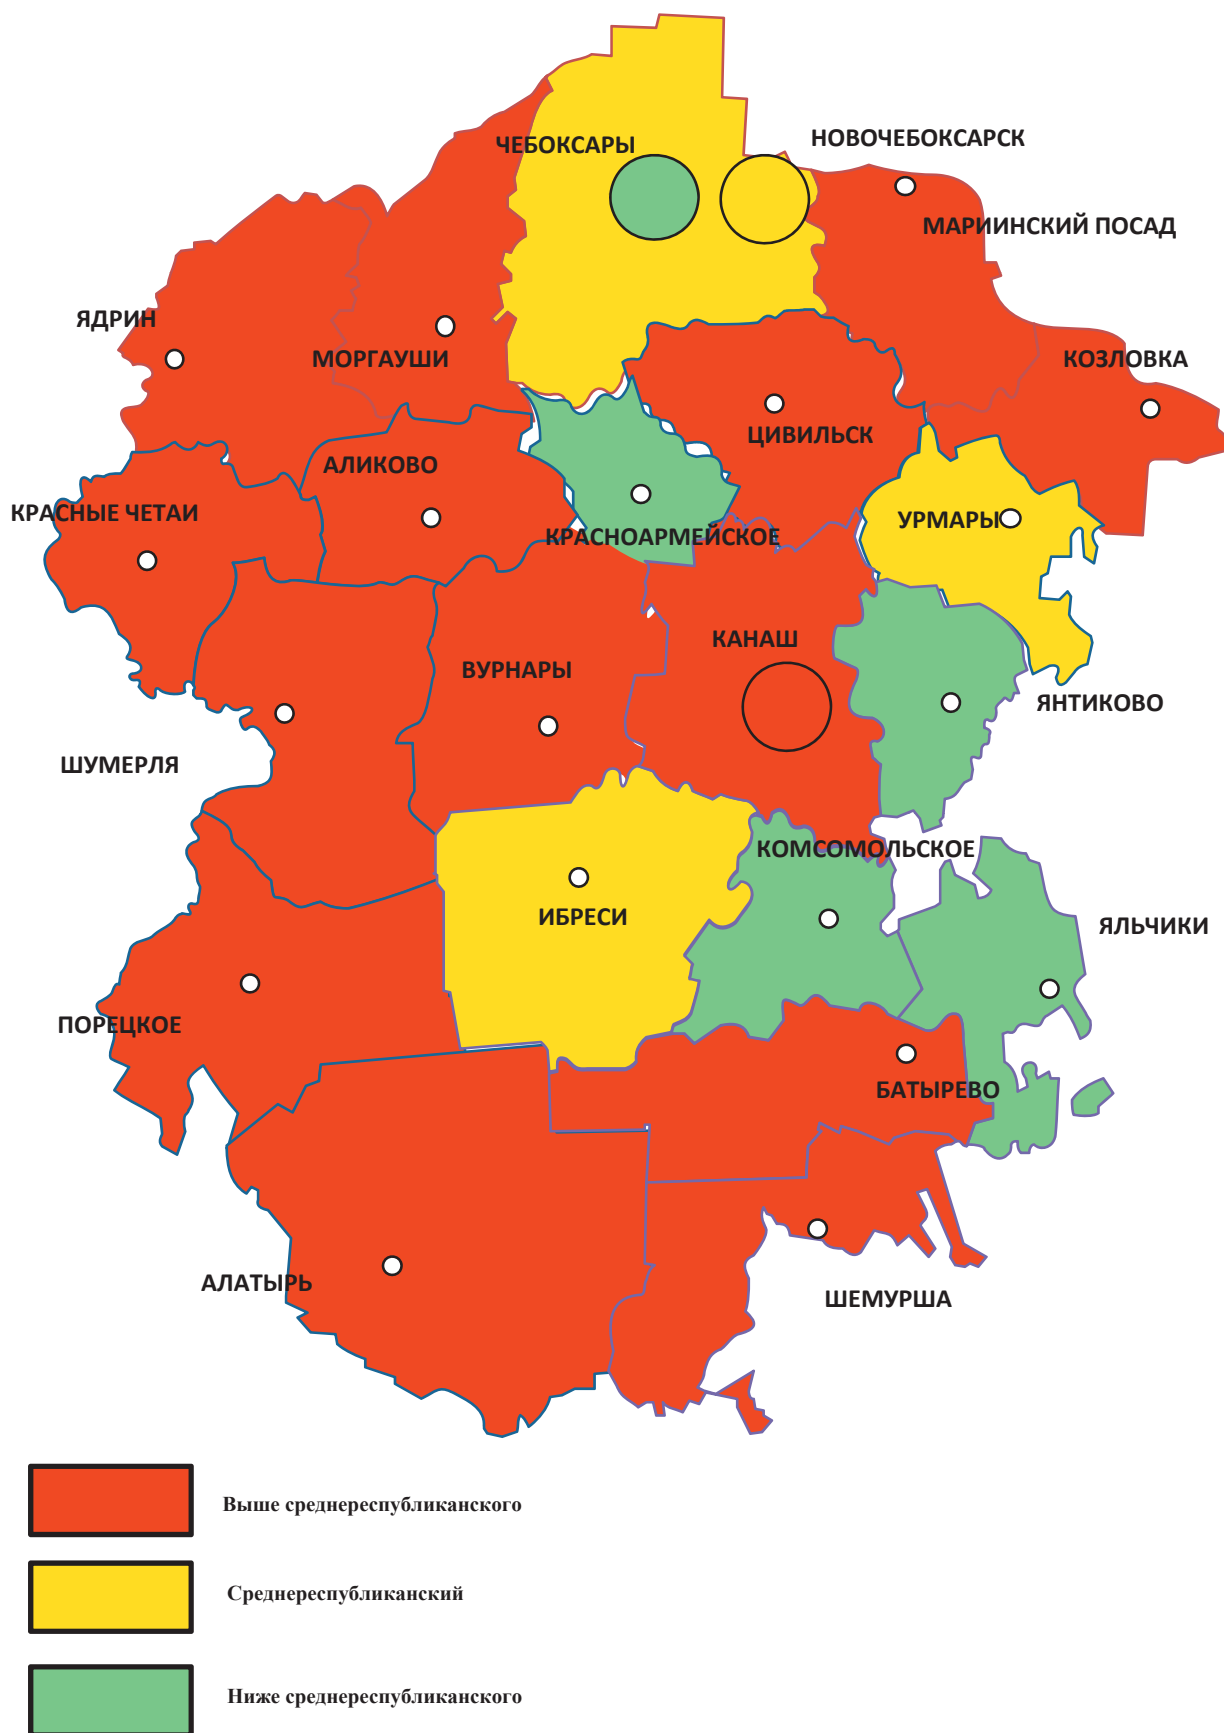 НОВОЧЕБОКСАРСК
ЧЕБОКСАРЫ
МАРИИНСКИЙ ПОСАД
ЯДРИН
МОРГАУШИ
КОЗЛОВКА
ЦИВИЛЬСК
АЛИКОВО
КРАСНЫЕ ЧЕТАИ
УРМАРЫ
КРАСНОАРМЕЙСКОЕ
КАНАШ
ВУРНАРЫ
ЯНТИКОВО
ШУМЕРЛЯ
КОМСОМОЛЬСКОЕ
ИБРЕСИ
ЯЛЬЧИКИ
ПОРЕЦКОЕ
БАТЫРЕВО
АЛАТЫРЬ
ШЕМУРША
Выше среднереспубликанского
Среднереспубликанский
Ниже среднереспубликанского